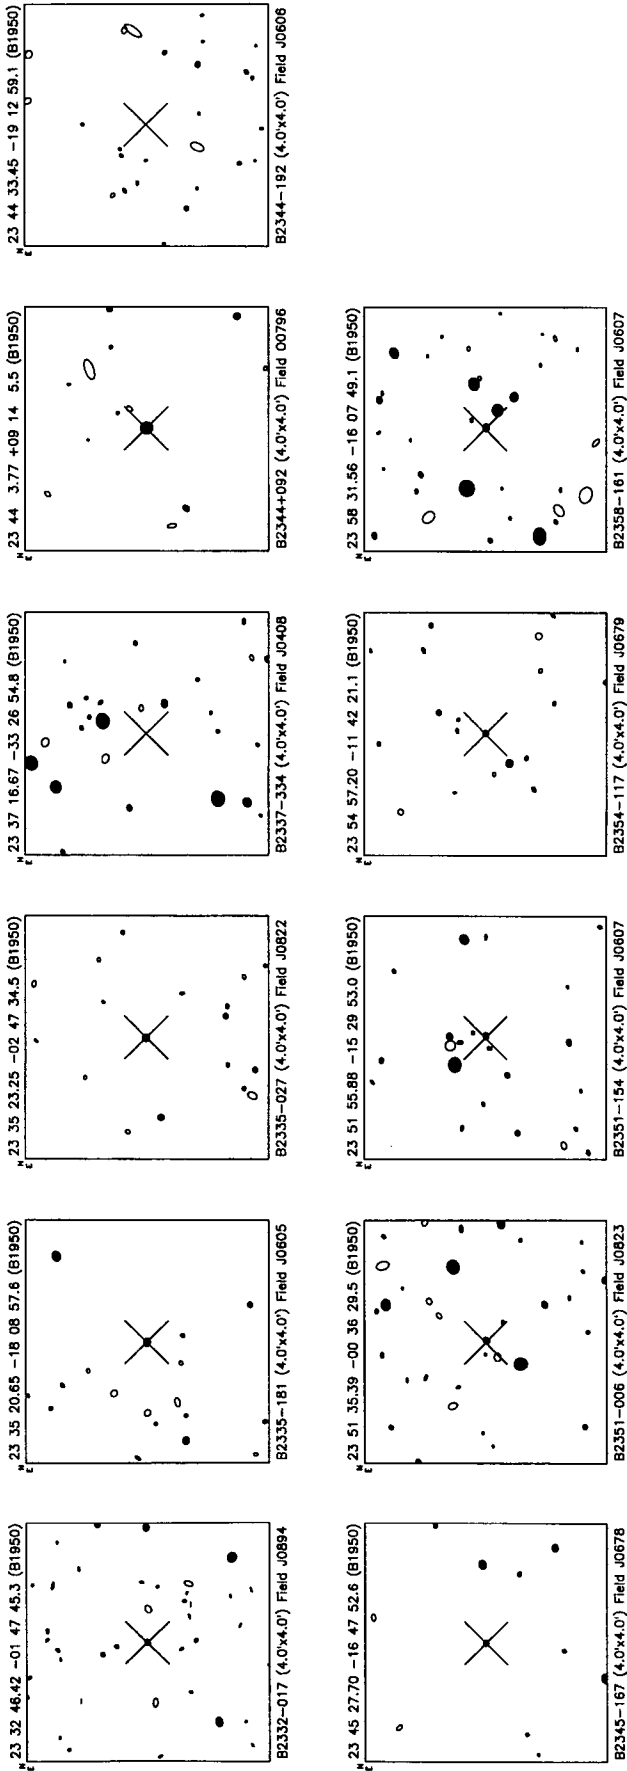 23 32 46.42 −01 47 45.3 (B1950)
N
E
B2332−017 (4.0'x4.0') Field J0894
23 35 20.65 −18 08 57.6 (B1950)
N
E
B2335−181 (4.0'x4.0') Field J0605
23 35 23.25 −02 47 34.5 (B1950)
N
E
B2335−027 (4.0'x4.0') Field J0822
23 37 16.67 −33 26 54.8 (B1950)
N
E
B2337−334 (4.0'x4.0') Field J0408
23 44 3.77 +09 14 5.5 (B1950)
N
E
B2344+092 (4.0'x4.0') Field O0796
23 44 33.45 −19 12 59.1 (B1950)
N
E
B2344−192 (4.0'x4.0') Field J0606
23 45 27.70 −16 47 52.6 (B1950)
N
E
B2345−167 (4.0'x4.0') Field J0678
23 51 35.39 −00 36 29.5 (B1950)
N
E
B2351−006 (4.0'x4.0') Field J0823
23 51 55.88 −15 29 53.0 (B1950)
N
E
B2351−154 (4.0'x4.0') Field J0607
23 54 57.20 −11 42 21.1 (B1950)
N
E
B2354−117 (4.0'x4.0') Field J0679
23 58 31.56 −16 07 49.1 (B1950)
N
E
B2358−161 (4.0'x4.0') Field J0607